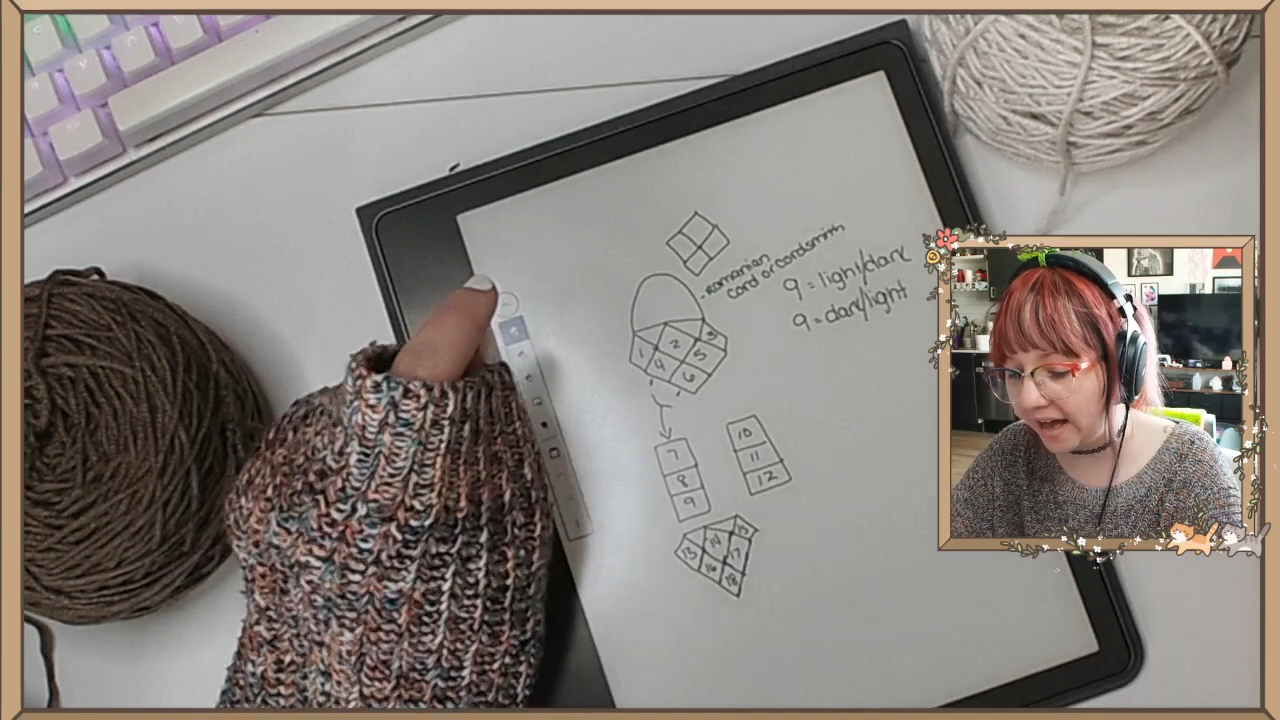 -Romanian
cord or cordsmith
9 = light/dark
9 = dark/light
1 2 3
4 5
6
7
8
9
10
11
12
13 14 15
16 17
18